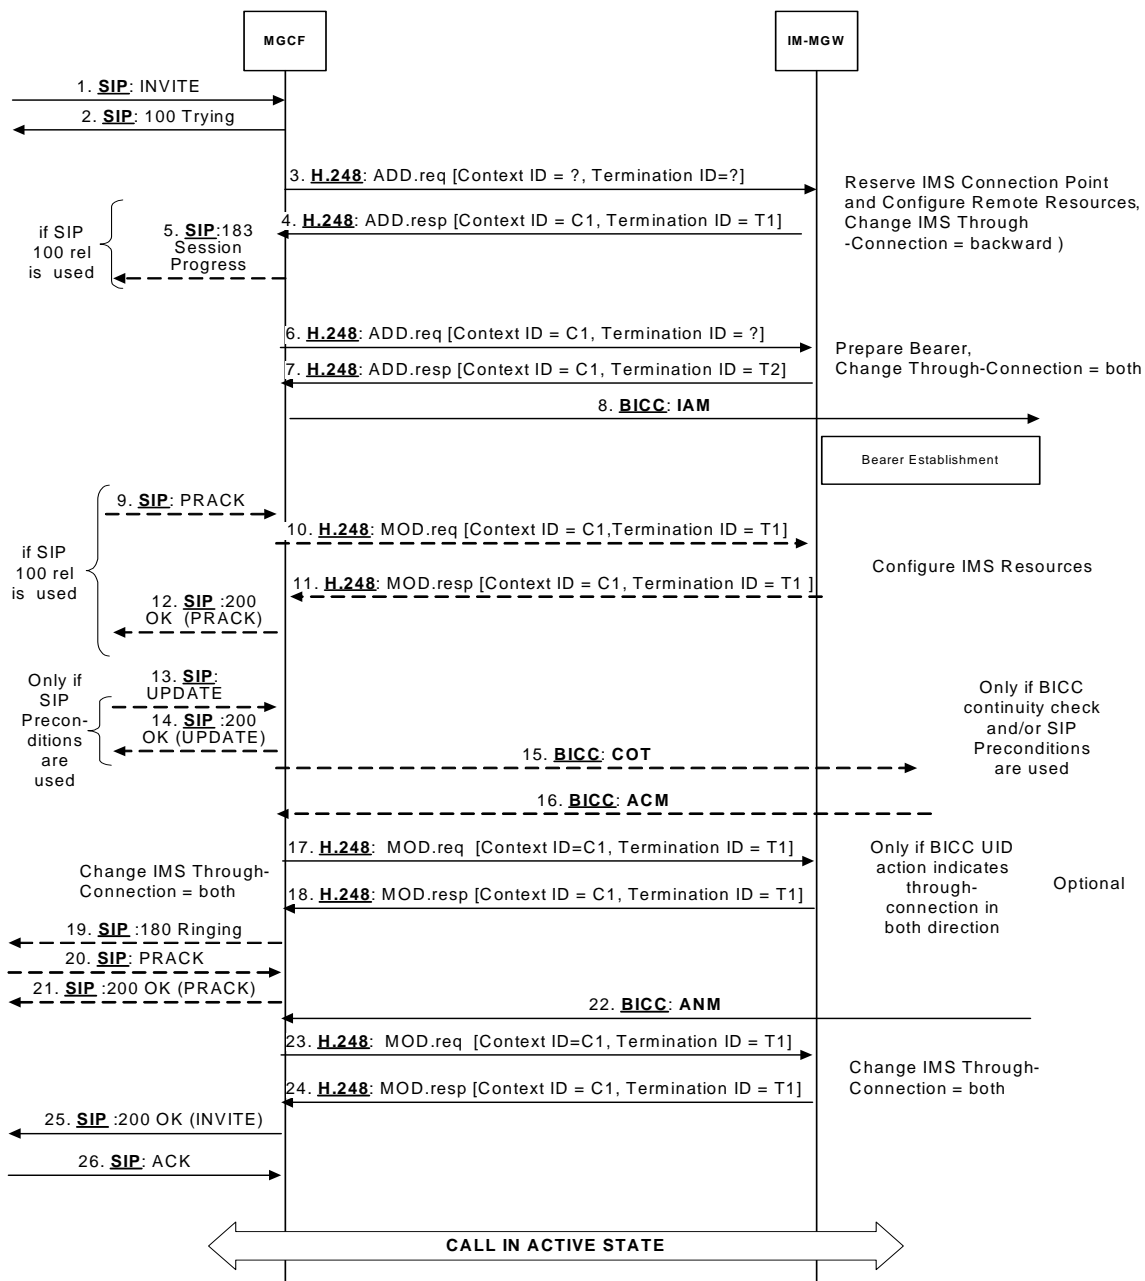 MGCF
IM-MGW
1. SIP: INVITE
2. SIP: 100 Trying
3. H.248: ADD.req [Context ID = ?, Termination ID=?]
Reserve IMS Connection Point
and Configure Remote Resources,
Change IMS Through
-Connection = backward )
4. H.248: ADD.resp [Context ID = C1, Termination ID = T1]
if SIP
100 rel
is used
5. SIP:183
Session
Progress
6. H.248: ADD.req [Context ID = C1, Termination ID = ?]
Prepare Bearer,
Change Through-Connection = both
7. H.248: ADD.resp [Context ID = C1, Termination ID = T2]
8. BICC: IAM
Bearer Establishment
9. SIP: PRACK
10. H.248: MOD.req [Context ID = C1,Termination ID = T1]
if SIP
100 rel
is used
Configure IMS Resources
11. H.248: MOD.resp [Context ID = C1, Termination ID = T1 ]
12. SIP :200
OK (PRACK)
13. SIP:
UPDATE
Only if
SIP
Precon-
ditions
are
used
14. SIP :200
OK (UPDATE)
Only if BICC
continuity check
and/or SIP
Preconditions
are used
15. BICC: COT
16. BICC: ACM
17. H.248: MOD.req [Context ID=C1, Termination ID = T1]
Change IMS Through-
Connection = both
Only if BICC UID
action indicates
through-
connection in
both direction
Optional
18. H.248: MOD.resp [Context ID = C1, Termination ID = T1]
19. SIP :180 Ringing
20. SIP: PRACK
21. SIP :200 OK (PRACK)
22. BICC: ANM
23. H.248: MOD.req [Context ID=C1, Termination ID = T1]
Change IMS Through-
Connection = both
24. H.248: MOD.resp [Context ID = C1, Termination ID = T1]
25. SIP :200 OK (INVITE)
26. SIP: ACK
CALL IN ACTIVE STATE